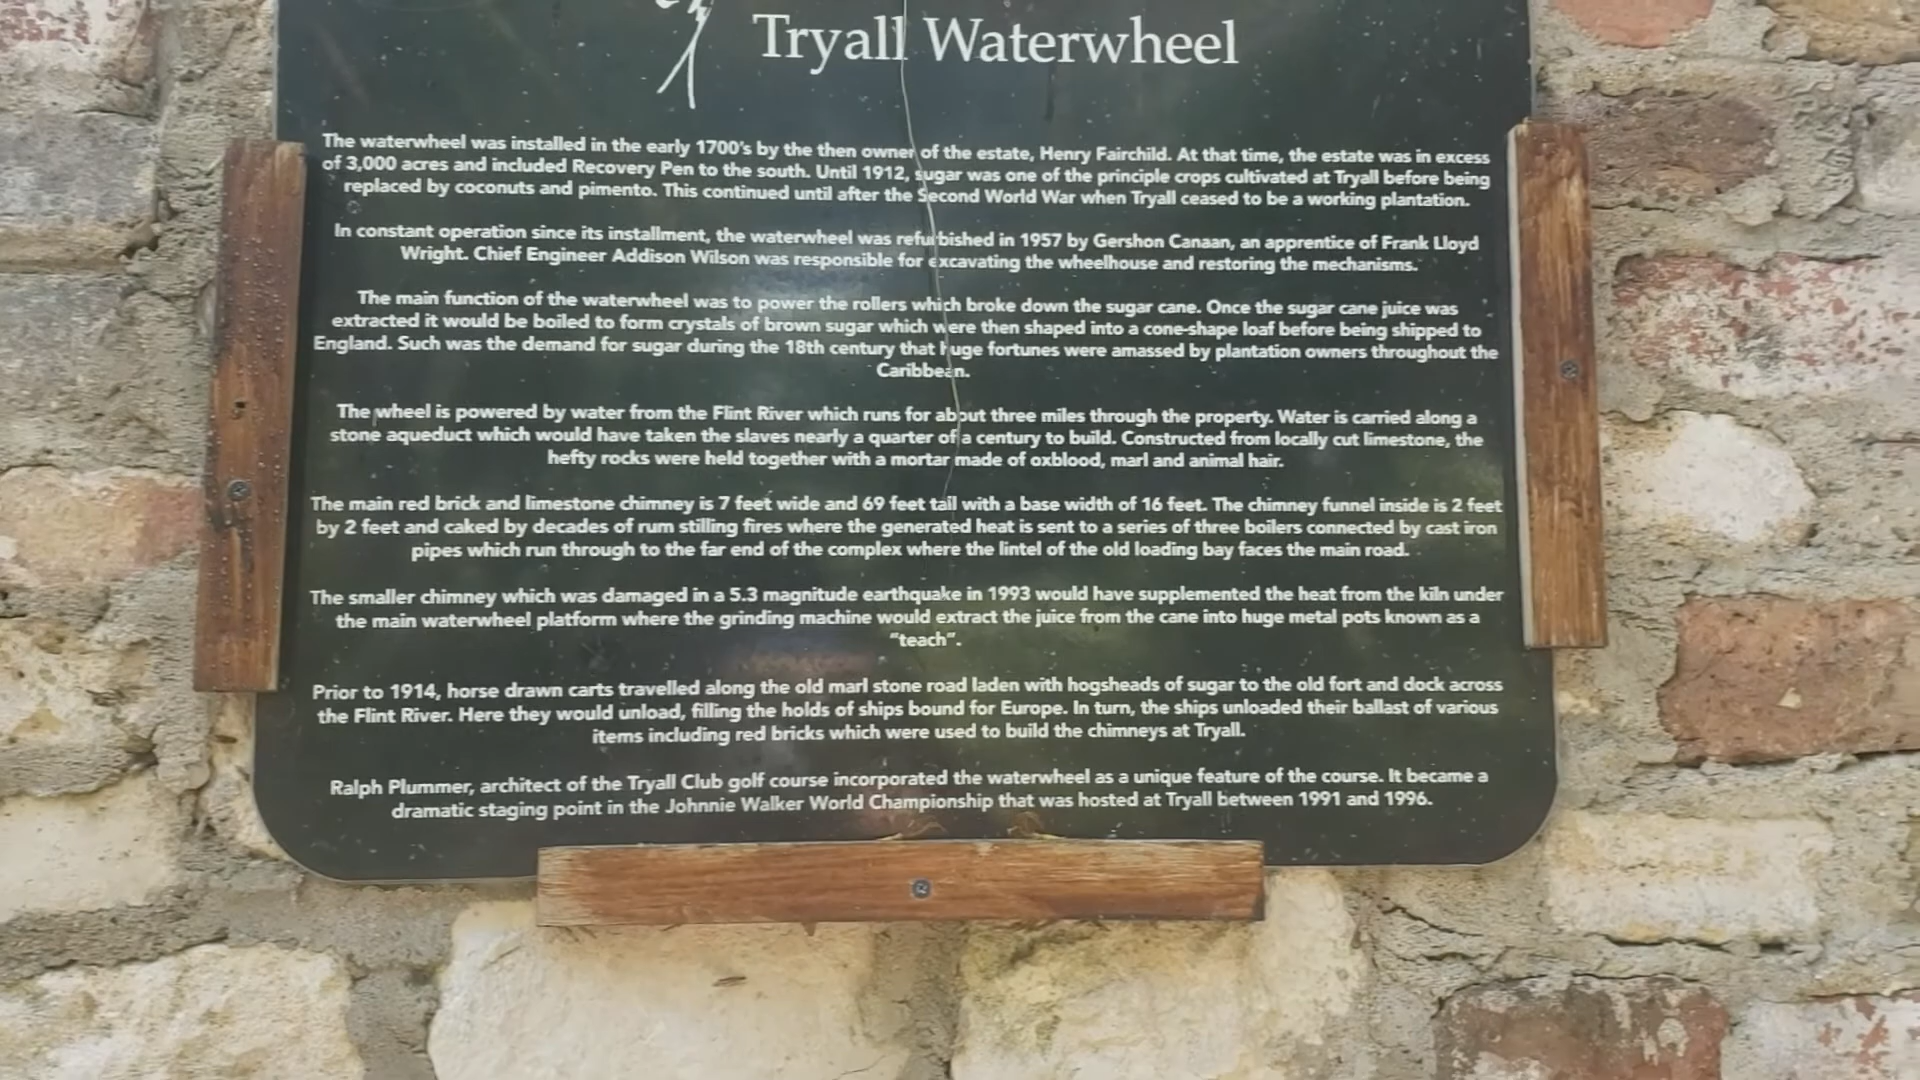 Tryall Waterwheel
The waterwheel was installed in the early 1700's by the then owner of the estate, Henry Fairchild. At that time, the estate was in excess
of 3,000 acres and included Recovery Pen to the south. Until 1912, sugar was one of the principle crops cultivated at Tryall before being
replaced by coconuts and pimento. This continued until after the Second World War when Tryall ceased to be a working plantation.
In constant operation since its installment, the waterwheel was refurbished in 1957 by Gershon Canaan, an apprentice of Frank Lloyd
Wright. Chief Engineer Addison Wilson was responsible for excavating the wheelhouse and restoring the mechanisms.
The main function of the waterwheel was to power the rollers which broke down the sugar cane. Once the sugar cane juice was
extracted it would be boiled to form crystals of brown sugar which were then shaped into a cone-shape loaf before being shipped to
England. Such was the demand for sugar during the 18th century that huge fortunes were amassed by plantation owners throughout the
Caribbean.
The wheel is powered by water from the Flint River which runs for about three miles through the property. Water is carried along a
stone aqueduct which would have taken the slaves nearly a quarter of a century to build. Constructed from locally cut limestone, the
hefty rocks were held together with a mortar made of oxblood, marl and animal hair.
The main red brick and limestone chimney is 7 feet wide and 69 feet tall with a base width of 16 feet. The chimney funnel inside is 2 feet
by 2 feet and caked by decades of rum stilling fires where the generated heat is sent to a series of three boilers connected by cast iron
pipes which run through to the far end of the complex where the lintel of the old loading bay faces the main road.
The smaller chimney which was damaged in a 5.3 magnitude earthquake in 1993 would have supplemented the heat from the kiln under
the main waterwheel platform where the grinding machine would extract the juice from the cane into huge metal pots known as a
"teach".
Prior to 1914, horse drawn carts travelled along the old marl stone road laden with hogsheads of sugar to the old fort and dock across
the Flint River. Here they would unload, filling the holds of ships bound for Europe. In turn, the ships unloaded their ballast of various
items including red bricks which were used to build the chimneys at Tryall.
Ralph Plummer, architect of the Tryall Club golf course incorporated the waterwheel as a unique feature of the course. It became a
dramatic staging point in the Johnnie Walker World Championship that was hosted at Tryall between 1991 and 1996.